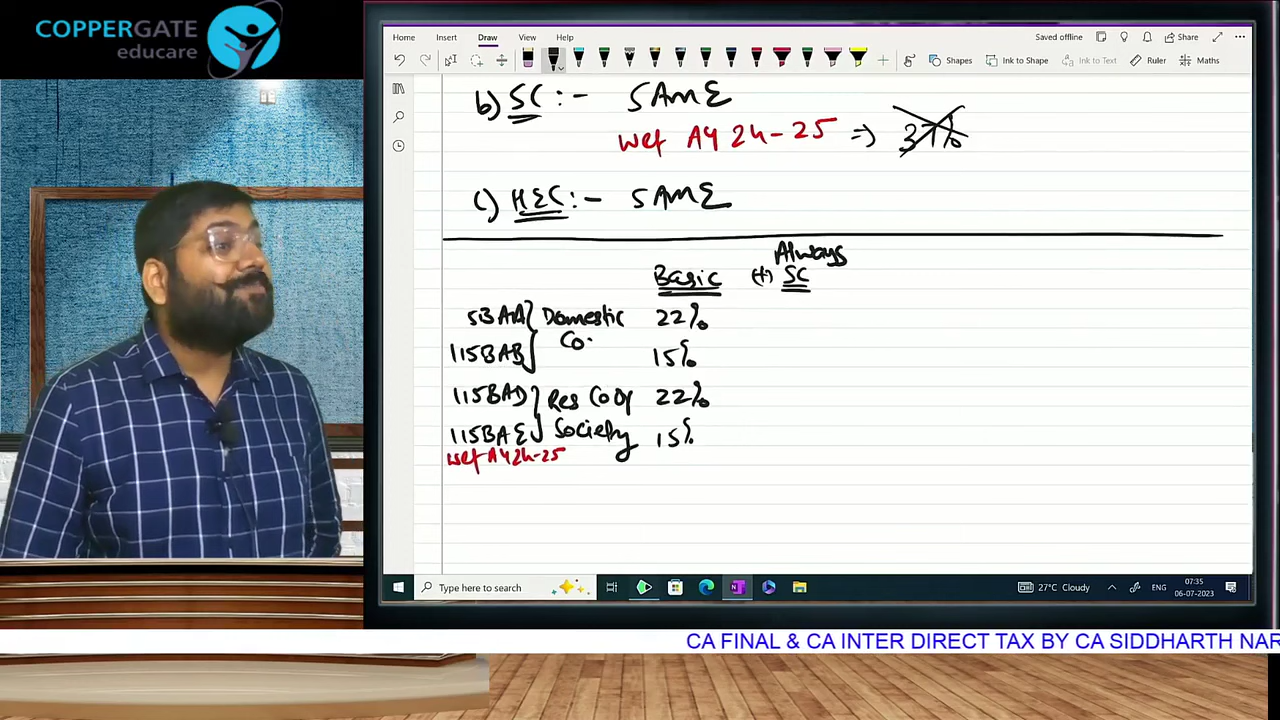 COPPERGATE
educare
Home Insert Draw View Help
Saved offline
Share
Shapes
Ink to Shape
Ink to Text
Ruler
Maths
b) SC:- SAME
wef AY 24-25 => 37%
c) HEC:- SAME
Always
Basic (+) SC
5BAA } Domestic 22%
115BAB Co. 15%
115BAD } Res CoOp 22%
115BAE Society 15%
wef AY 24-25
Type here to search
27°C Cloudy
ENG
07:35
06-07-2023
CA FINAL & CA INTER DIRECT TAX BY CA SIDDHARTH NAR